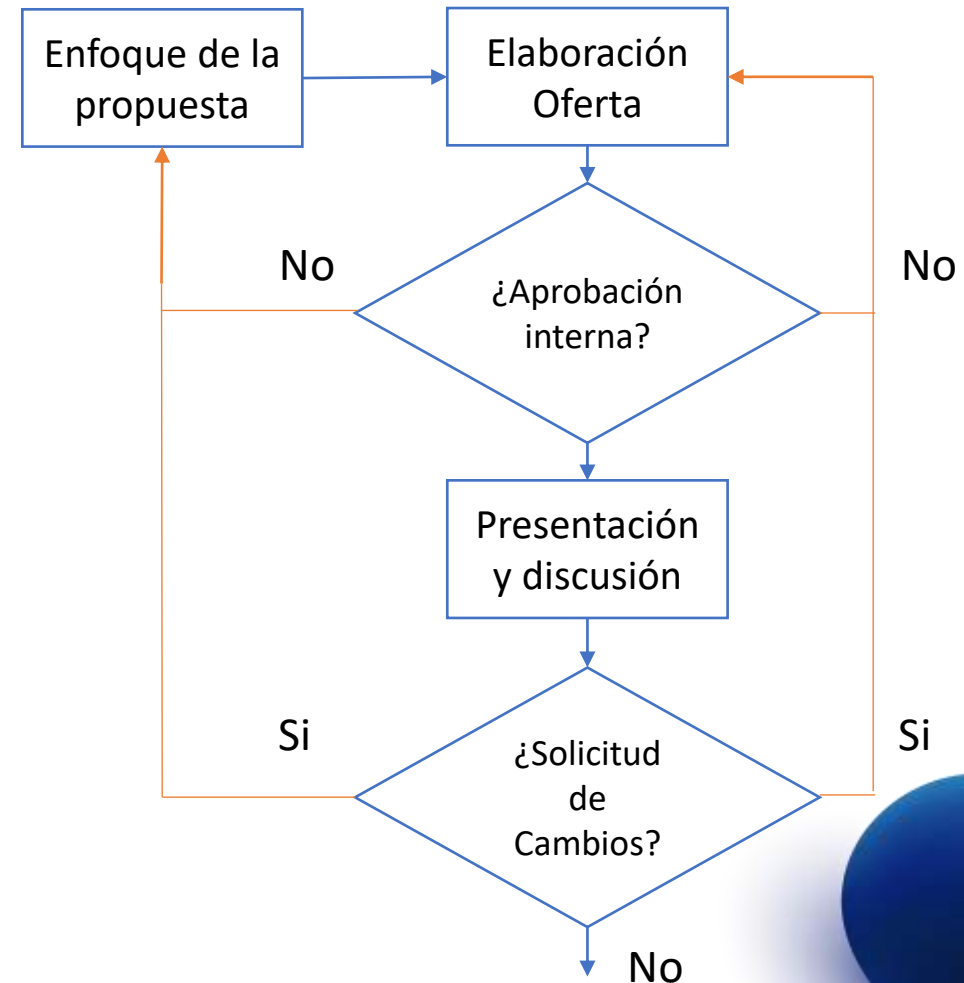 Enfoque de la
propuesta
Elaboración
Oferta
No
¿Aprobación
interna?
No
Presentación
y discusión
Si
¿Solicitud
de
Cambios?
Si
No